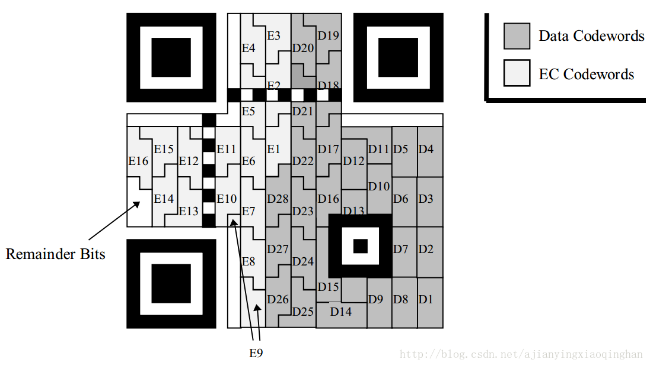 E4 E3 D20 D19
Data Codewords
EC Codewords
E2 D18
E5 D21
E16 E15 E12 E11 E6 E1 D22 D17 D12 D11 D5 D4
E14 E13 E10 E7 D28 D23 D16 D13 D10 D6 D3
Remainder Bits
E8 D27 D24 D7 D2
D26 D25 D15 D14 D9 D8 D1
E9
http://blog.csdn.net/ajianyingxiaoqinghan